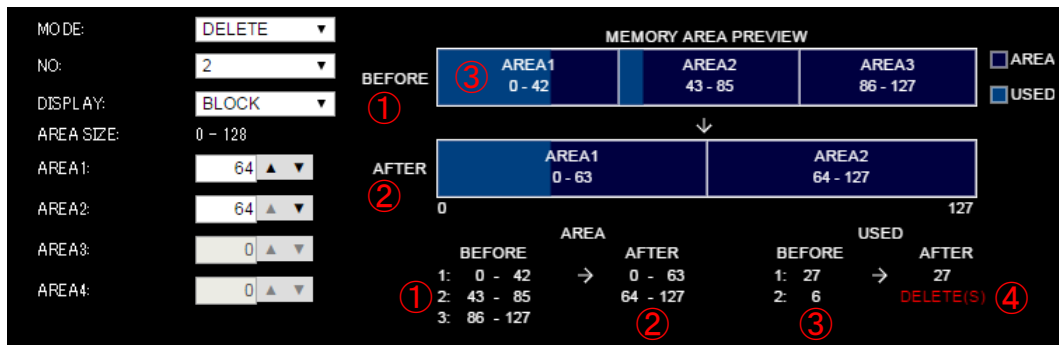 MODE: DELETE ▼
NO: 2 ▼
DISPLAY: BLOCK ▼
AREA SIZE: 0 - 128
AREA1: 64 ▲ ▼
AREA2: 64 ▲ ▼
AREA3: 0 ▲ ▼
AREA4: 0 ▲ ▼
MEMORY AREA PREVIEW
BEFORE
①
③
AREA1
0 - 42
AREA2
43 - 85
AREA3
86 - 127
AREA
USED
↓
AFTER
②
AREA1
0 - 63
AREA2
64 - 127
0 127
AREA
BEFORE AFTER
1: 0 - 42 → 0 - 63
① 2: 43 - 85 64 - 127
3: 86 - 127 ②
USED
BEFORE AFTER
1: 27 → 27
2: 6 DELETE(S) ④
③